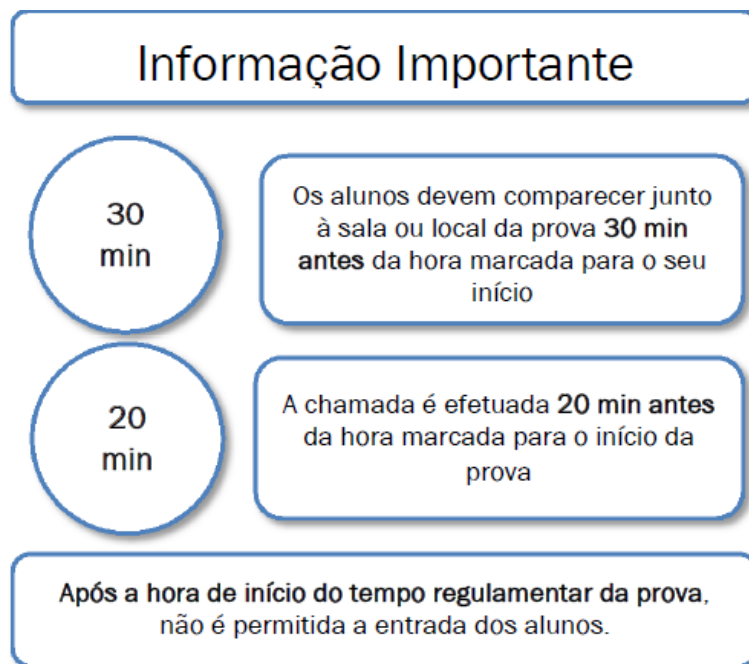 Informação Importante
30
min
Os alunos devem comparecer junto
à sala ou local da prova 30 min
antes da hora marcada para o seu
início
20
min
A chamada é efetuada 20 min antes
da hora marcada para o início da
prova
Após a hora de início do tempo regulamentar da prova,
não é permitida a entrada dos alunos.